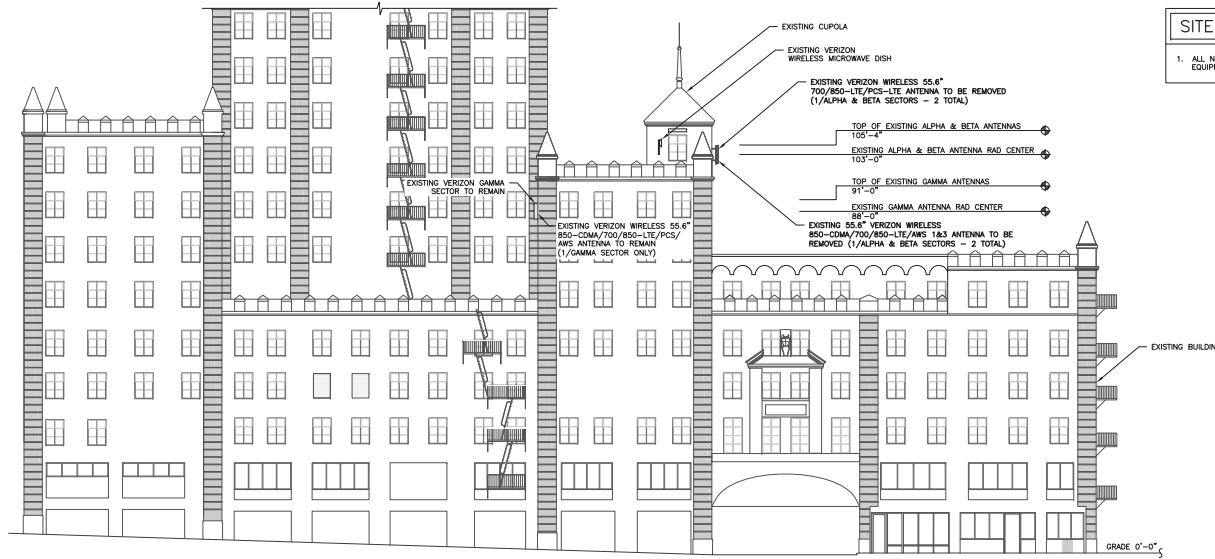 SITE
1. ALL N
EQUIP
EXISTING CUPOLA
EXISTING VERIZON
WIRELESS MICROWAVE DISH
EXISTING VERIZON WIRELESS 55.6"
700/850-LTE/PCS-LTE ANTENNA TO BE REMOVED
(1/ALPHA & BETA SECTORS - 2 TOTAL)
TOP OF EXISTING ALPHA & BETA ANTENNAS
105'-4"
EXISTING ALPHA & BETA ANTENNA RAD CENTER
103'-0"
TOP OF EXISTING GAMMA ANTENNAS
91'-0"
EXISTING GAMMA ANTENNA RAD CENTER
88'-0"
EXISTING 55.6" VERIZON WIRELESS
850-CDMA/700/850-LTE/AWS 1&3 ANTENNA TO BE
REMOVED (1/ALPHA & BETA SECTORS - 2 TOTAL)
EXISTING VERIZON GAMMA
SECTOR TO REMAIN
EXISTING VERIZON WIRELESS 55.6"
850-CDMA/700/850-LTE/PCS/
AWS ANTENNA TO REMAIN
(1/GAMMA SECTOR ONLY)
EXISTING BUILDIN
GRADE 0'-0"